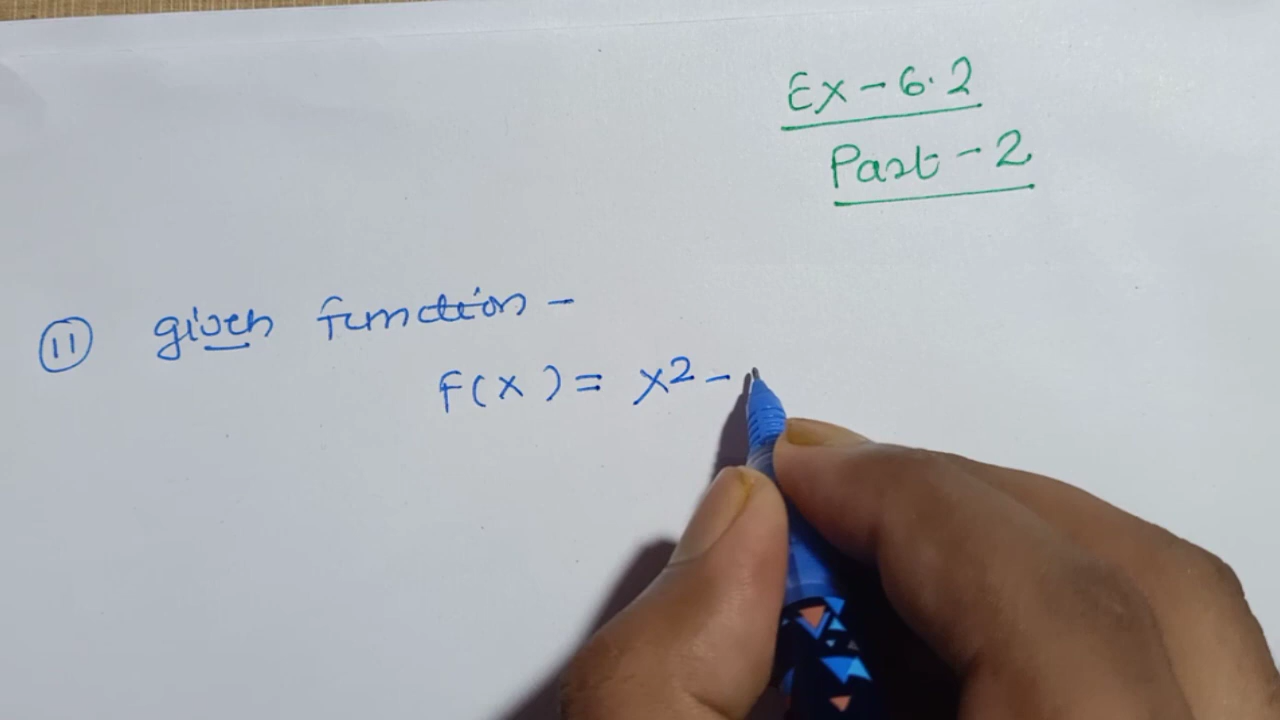 Ex - 6.2
Part - 2
11 given function -
f(x) = x² -